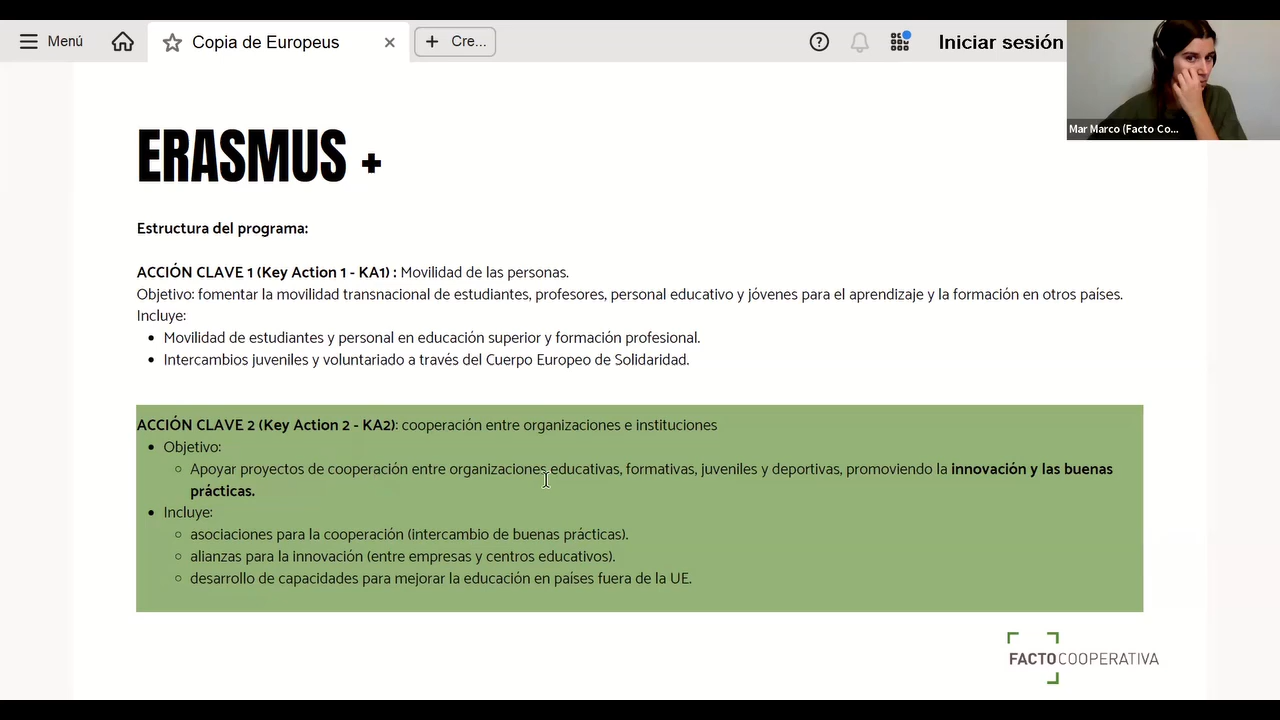 Menú
Copia de Europeus
Cre...
Iniciar sesión
Mar Marco (Facto Co...
ERASMUS +
Estructura del programa:
ACCIÓN CLAVE 1 (Key Action 1 - KA1) : Movilidad de las personas.
Objetivo: fomentar la movilidad transnacional de estudiantes, profesores, personal educativo y jóvenes para el aprendizaje y la formación en otros países.
Incluye:
Movilidad de estudiantes y personal en educación superior y formación profesional.
Intercambios juveniles y voluntariado a través del Cuerpo Europeo de Solidaridad.
ACCIÓN CLAVE 2 (Key Action 2 - KA2): cooperación entre organizaciones e instituciones
Objetivo:
Apoyar proyectos de cooperación entre organizaciones educativas, formativas, juveniles y deportivas, promoviendo la innovación y las buenas
prácticas.
Incluye:
asociaciones para la cooperación (intercambio de buenas prácticas).
alianzas para la innovación (entre empresas y centros educativos).
desarrollo de capacidades para mejorar la educación en países fuera de la UE.
FACTOCOOPERATIVA